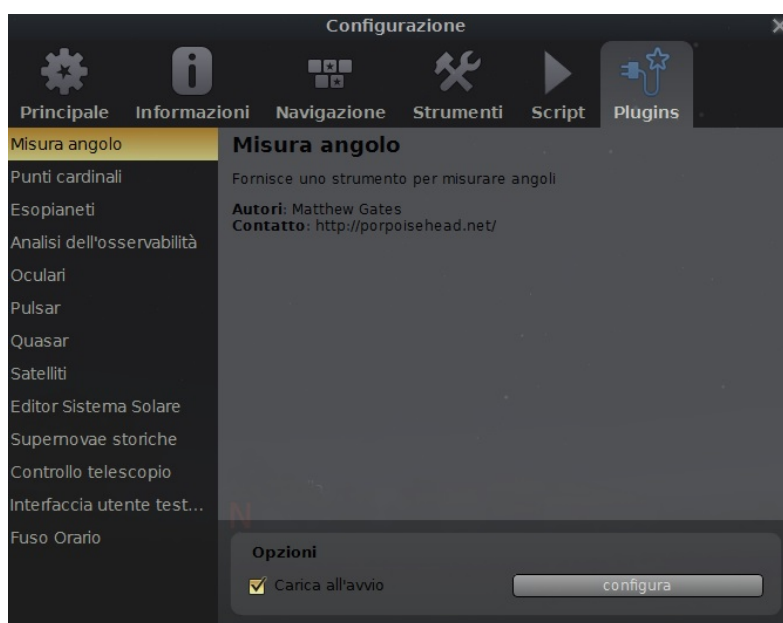 Configurazione
Principale Informazioni Navigazione Strumenti Script Plugins
Misura angolo
Punti cardinali
Esopianeti
Analisi dell'osservabilità
Oculari
Pulsar
Quasar
Satelliti
Editor Sistema Solare
Supernovae storiche
Controllo telescopio
Interfaccia utente test...
Fuso Orario
Misura angolo
Fornisce uno strumento per misurare angoli
Autori: Matthew Gates
Contatto: http://porpoisehead.net/
N
Opzioni
Carica all'avvio
configura